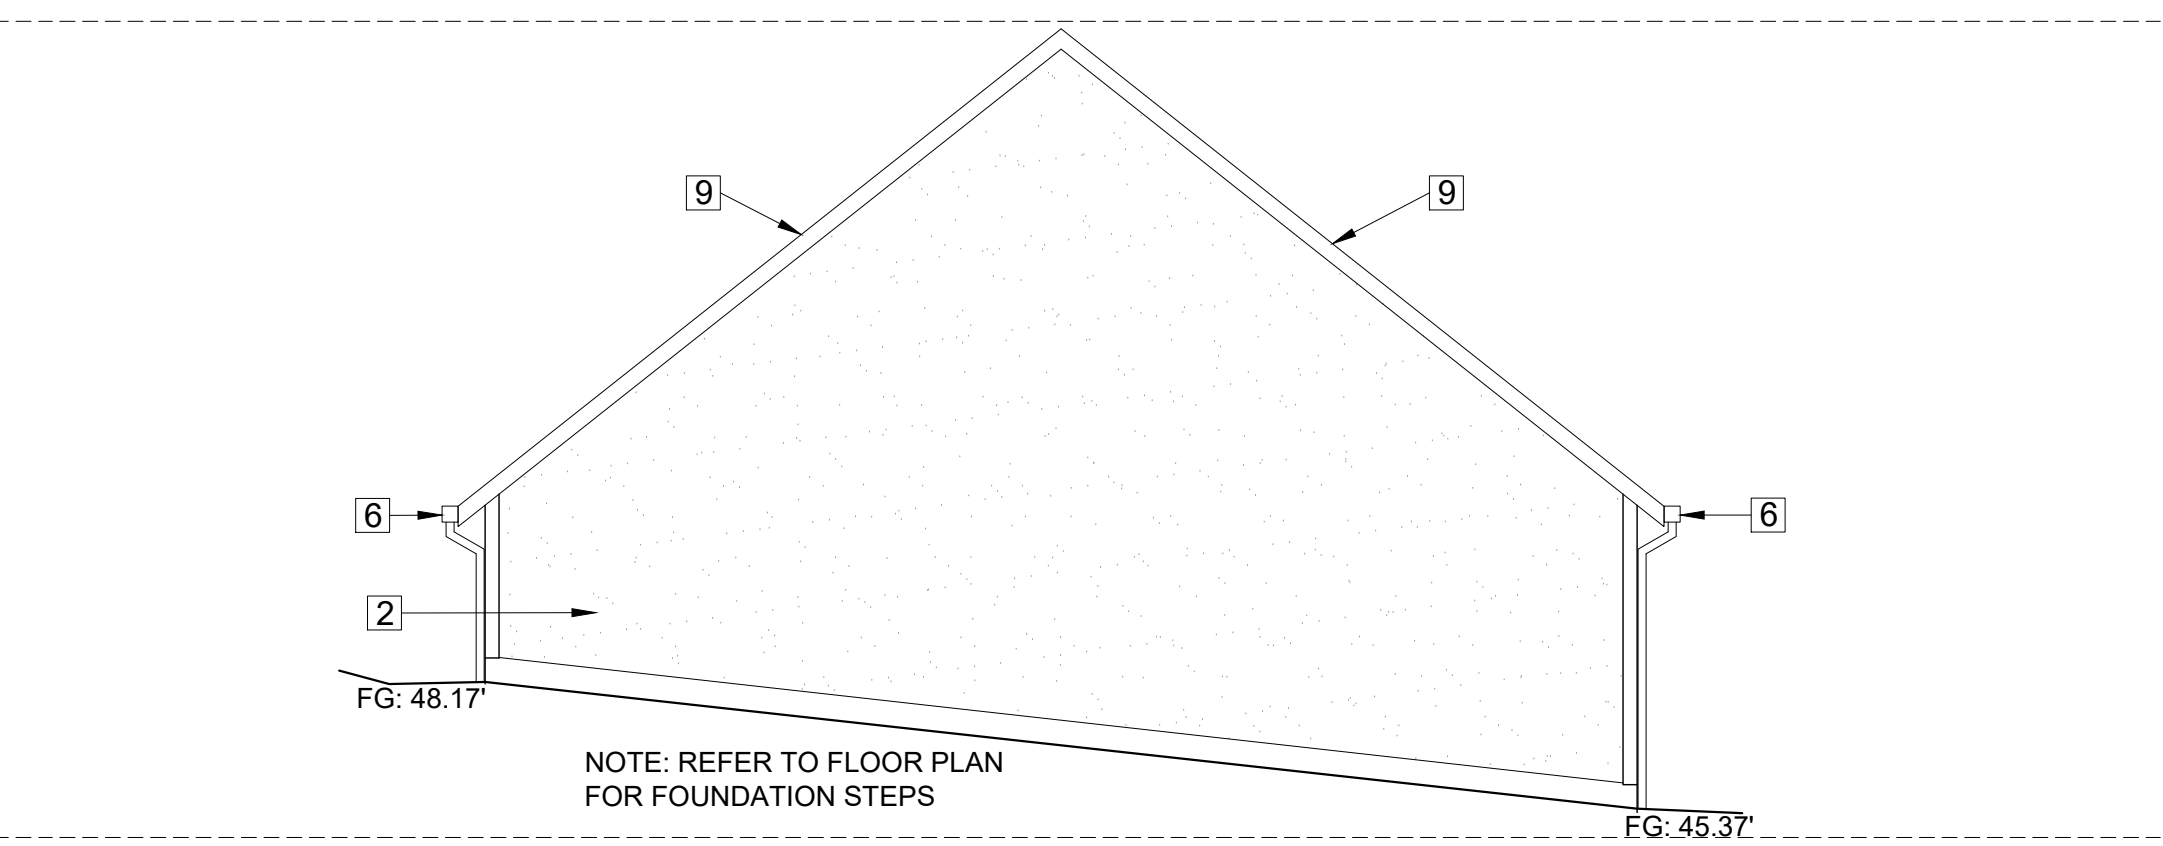 9
9
6
6
2
FG: 48.17'
NOTE: REFER TO FLOOR PLAN
FOR FOUNDATION STEPS
FG: 45.37'